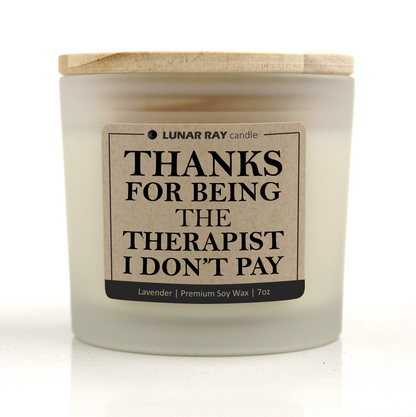 LUNAR RAY candle
THANKS
FOR BEING
THE
THERAPIST
I DON'T PAY
Lavender | Premium Soy Wax | 7oz